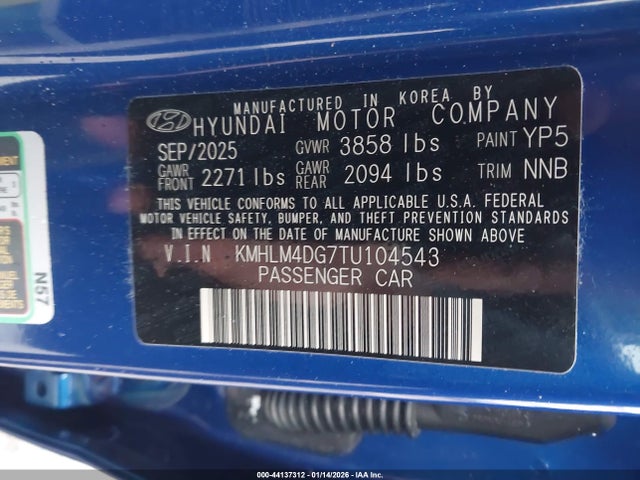 MANUFACTURED IN KOREA BY
HYUNDAI MOTOR COMPANY
SEP/2025 GVWR 3858 lbs PAINT YP5
GAWR FRONT 2271 lbs GAWR REAR 2094 lbs TRIM NNB
THIS VEHICLE CONFORMS TO ALL APPLICABLE U.S.A. FEDERAL
MOTOR VEHICLE SAFETY, BUMPER, AND THEFT PREVENTION STANDARDS
IN EFFECT ON THE DATE OF MANUFACTURE SHOWN ABOVE.
V.I.N KMHLM4DG7TU104543
PASSENGER CAR
N57
000-44137312 | 01/14/2026 | IAA Inc.